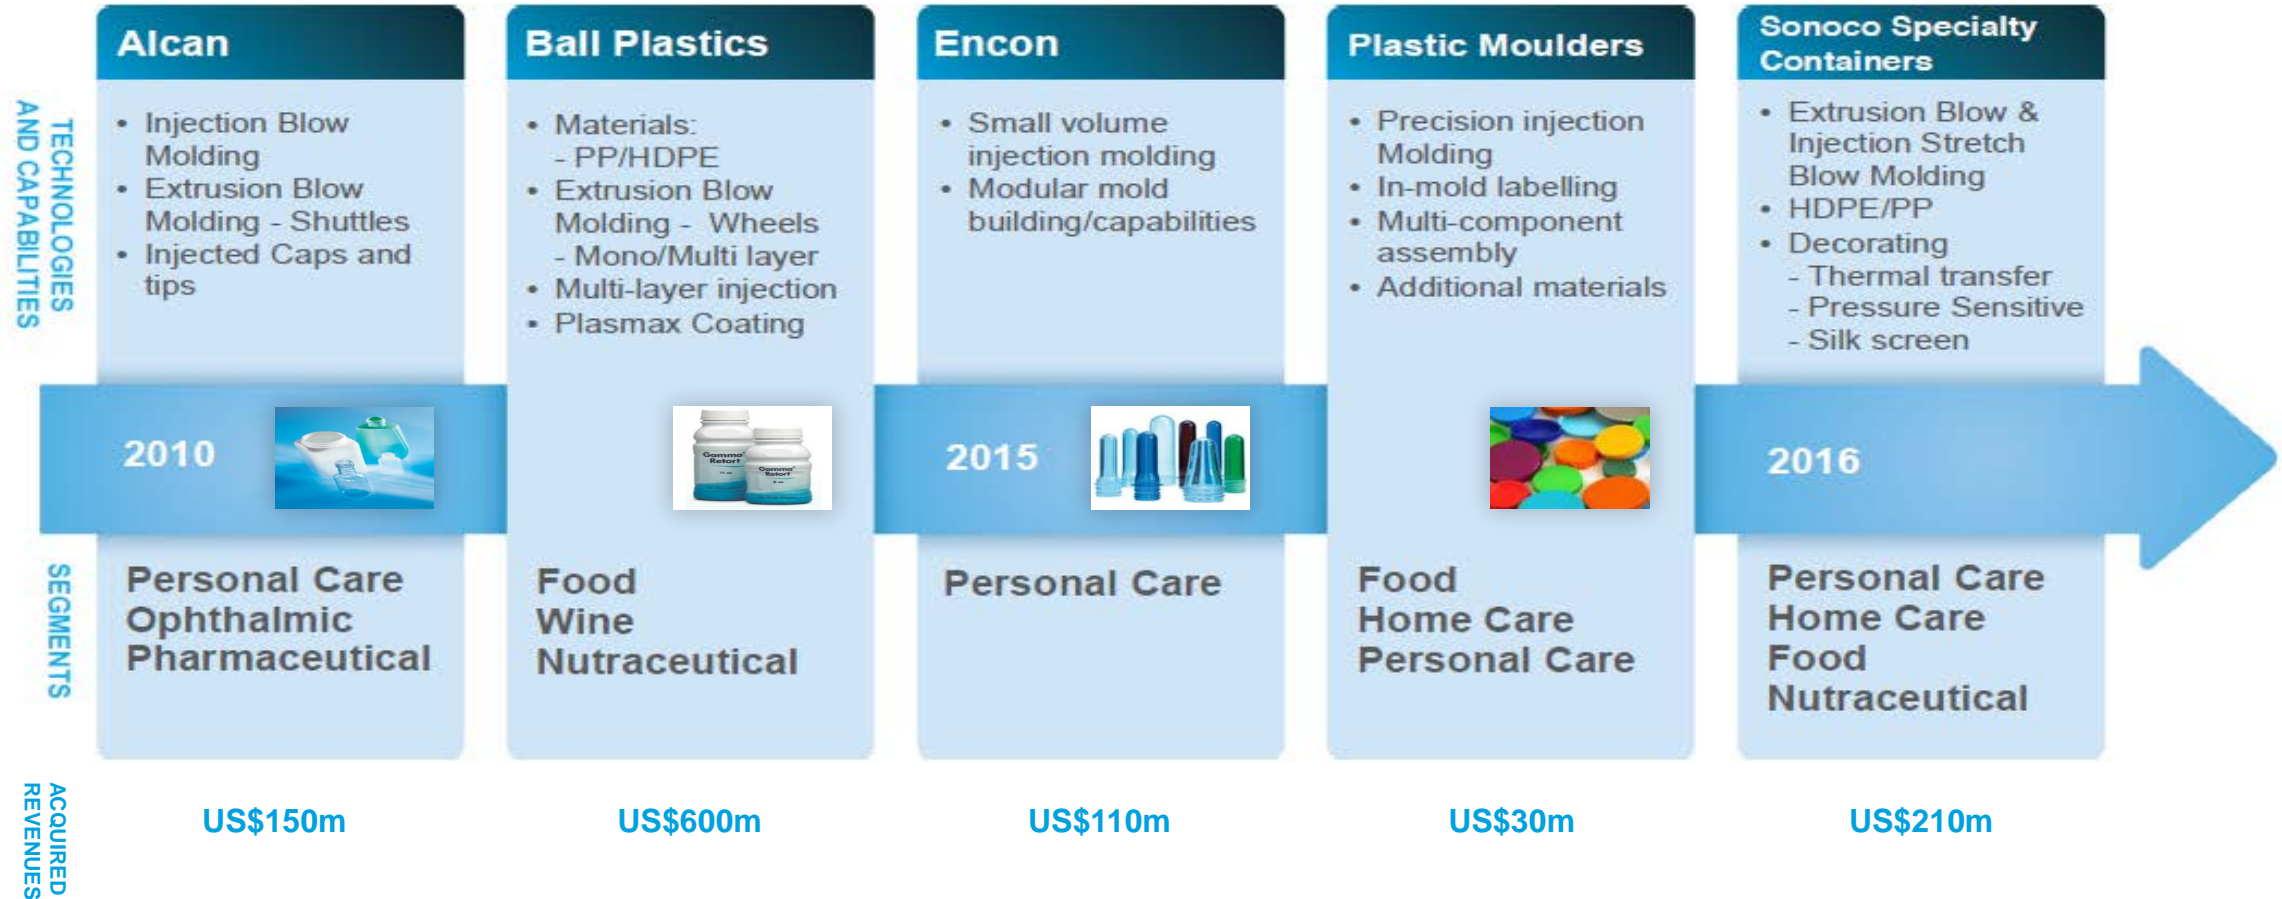 Alcan
Ball Plastics
Encon
Plastic Moulders
Sonoco Specialty
Containers
TECHNOLOGIES
AND CAPABILITIES
• Injection Blow
Molding
• Extrusion Blow
Molding - Shuttles
• Injected Caps and
tips
• Materials:
- PP/HDPE
• Extrusion Blow
Molding - Wheels
- Mono/Multi layer
• Multi-layer injection
• Plasmax Coating
• Small volume
injection molding
• Modular mold
building/capabilities
• Precision injection
Molding
• In-mold labelling
• Multi-component
assembly
• Additional materials
• Extrusion Blow &
Injection Stretch
Blow Molding
• HDPE/PP
• Decorating
- Thermal transfer
- Pressure Sensitive
- Silk screen
2010
Gamma
Retort
Gamma
Retort
2015
2016
SEGMENTS
Personal Care
Ophthalmic
Pharmaceutical
Food
Wine
Nutraceutical
Personal Care
Food
Home Care
Personal Care
Personal Care
Home Care
Food
Nutraceutical
ACQUIRED
REVENUES
US$150m
US$600m
US$110m
US$30m
US$210m